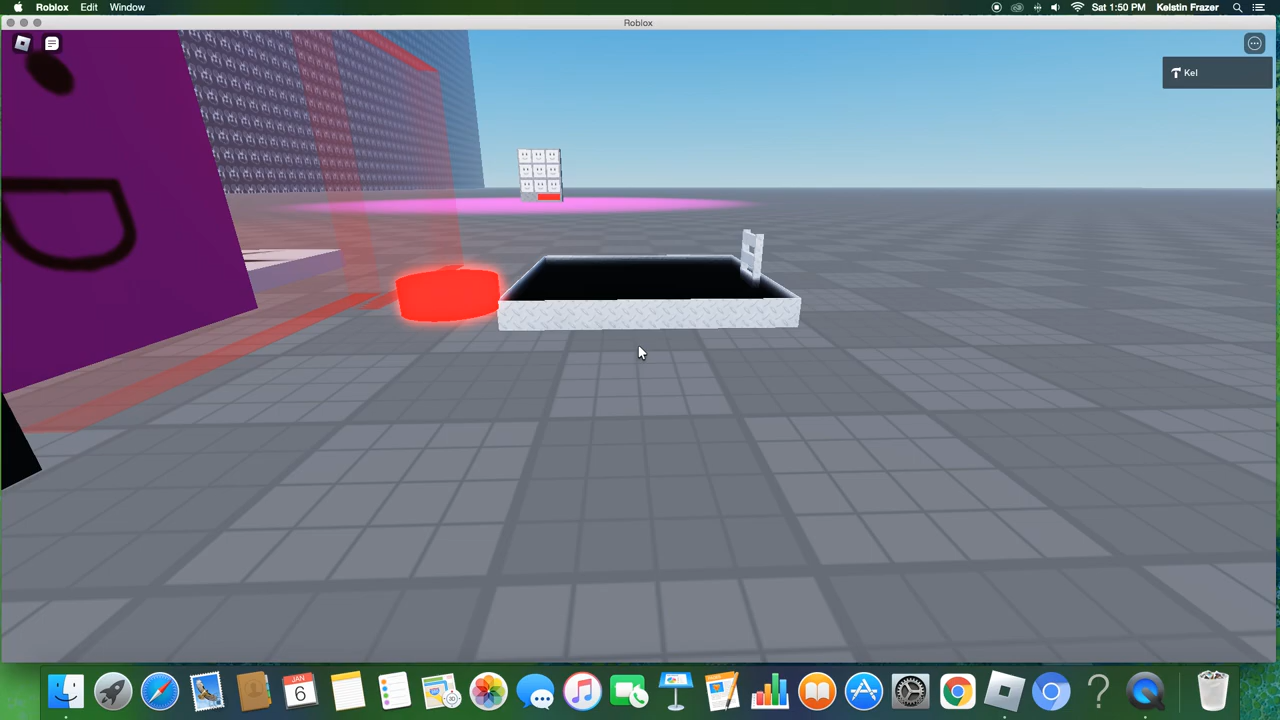 Roblox Edit Window
Sat 1:50 PM Kelstin Frazer
Roblox
Kel
JAN
6